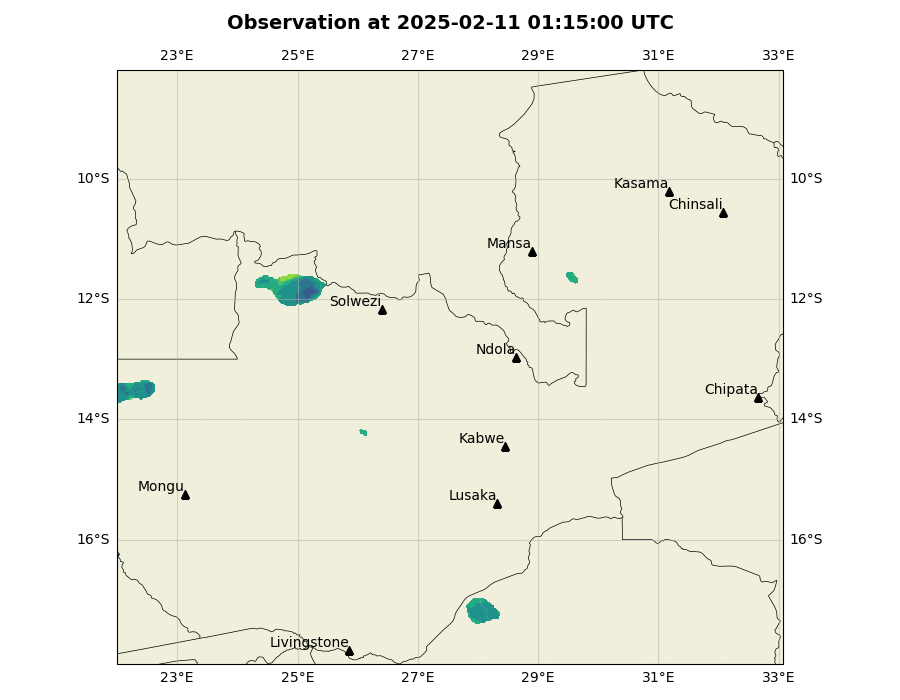 Observation at 2025-02-11 01:15:00 UTC
23°E 25°E 27°E 29°E 31°E 33°E
10°S 10°S
Kasama
Chinsali
Mansa
12°S 12°S
Solwezi
Ndola
Chipata
14°S 14°S
Kabwe
Mongu
Lusaka
16°S 16°S
Livingstone
23°E 25°E 27°E 29°E 31°E 33°E